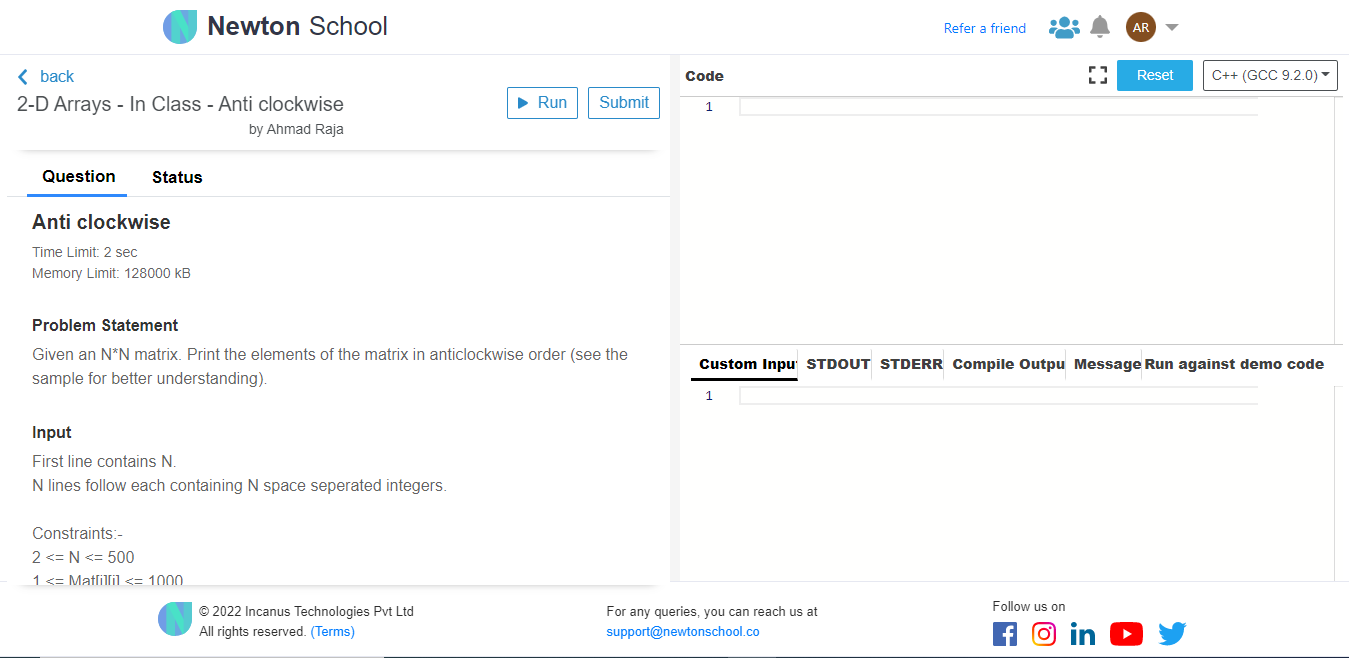 Newton School
Refer a friend
AR
back
2-D Arrays - In Class - Anti clockwise
by Ahmad Raja
Run
Submit
Question
Status
Anti clockwise
Time Limit: 2 sec
Memory Limit: 128000 kB
Problem Statement
Given an N*N matrix. Print the elements of the matrix in anticlockwise order (see the
sample for better understanding).
Input
First line contains N.
N lines follow each containing N space seperated integers.
Constraints:-
2 <= N <= 500
1 <= Mat[i][i] <= 1000
Code
Reset
C++ (GCC 9.2.0)
1
Custom Inpu
STDOUT
STDERR
Compile Outpu
Message
Run against demo code
1
© 2022 Incanus Technologies Pvt Ltd
All rights reserved. (Terms)
For any queries, you can reach us at
support@newtonschool.co
Follow us on